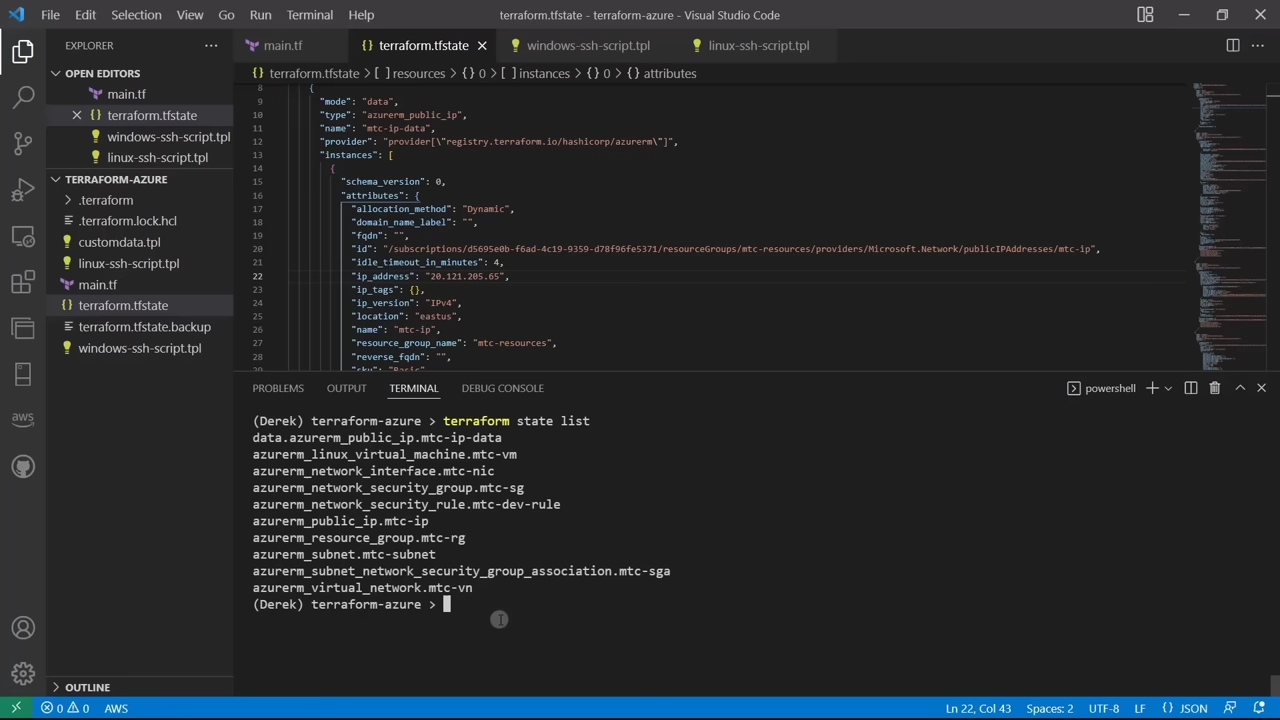 File Edit Selection View Go Run Terminal Help terraform.tfstate - terraform-azure - Visual Studio Code
EXPLORER ...
OPEN EDITORS
main.tf
terraform.tfstate
windows-ssh-script.tpl
linux-ssh-script.tpl
TERRAFORM-AZURE
.terraform
.terraform.lock.hcl
customdata.tpl
linux-ssh-script.tpl
main.tf
terraform.tfstate
terraform.tfstate.backup
windows-ssh-script.tpl
OUTLINE
main.tf {} terraform.tfstate windows-ssh-script.tpl linux-ssh-script.tpl
{} terraform.tfstate > [ ] resources > {} 0 > [ ] instances > {} 0 > {} attributes
8 {
9 "mode": "data",
10 "type": "azurerm_public_ip",
11 "name": "mtc-ip-data",
12 "provider": "provider[\"registry.terraform.io/hashicorp/azurerm\"]",
13 "instances": [
14 {
15 "schema_version": 0,
16 "attributes": {
17 "allocation_method": "Dynamic",
18 "domain_name_label": "",
19 "fqdn": "",
20 "id": /resourceGroups/mtc-resources/providers/Microsoft.Network/publicIPAddresses/mtc-ip",
21 "idle_timeout_in_minutes": 4,
22 "ip_address": "20.121.205.65",
23 "ip_tags": {},
24 "ip_version": "IPv4",
25 "location": "eastus",
26 "name": "mtc-ip",
27 "resource_group_name": "mtc-resources",
28 "reverse_fqdn": "",
29 "sku": "Basic"
PROBLEMS OUTPUT TERMINAL DEBUG CONSOLE powershell
(Derek) terraform-azure > terraform state list
data.azurerm_public_ip.mtc-ip-data
azurerm_linux_virtual_machine.mtc-vm
azurerm_network_interface.mtc-nic
azurerm_network_security_group.mtc-sg
azurerm_network_security_rule.mtc-dev-rule
azurerm_public_ip.mtc-ip
azurerm_resource_group.mtc-rg
azurerm_subnet.mtc-subnet
azurerm_subnet_network_security_group_association.mtc-sga
azurerm_virtual_network.mtc-vn
(Derek) terraform-azure >
aws
0 0 AWS Ln 22, Col 43 Spaces: 2 UTF-8 LF {} JSON